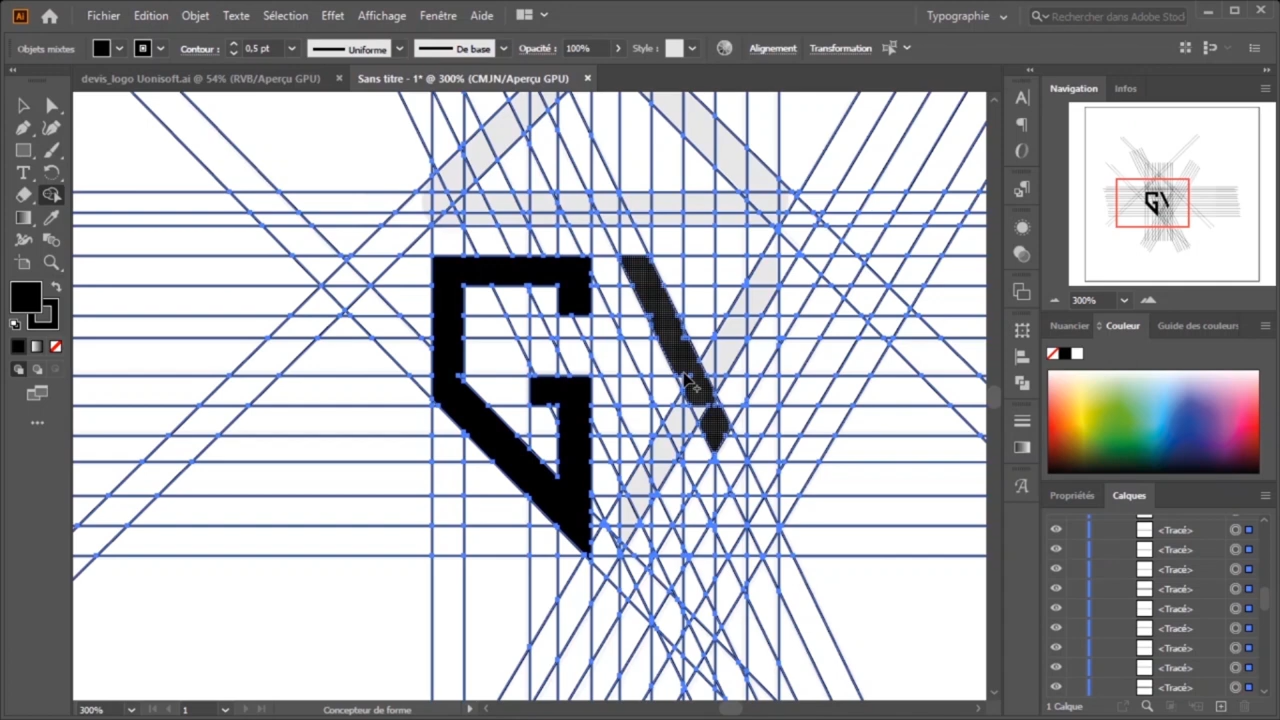 Ai Fichier Edition Objet Texte Sélection Effet Affichage Fenêtre Aide Typographie Rechercher dans Adobe Stod
Objets mixtes Contour : 0,5 pt Uniforme De base Opacité : 100% Style : Alignement Transformation
devis_logo Uonisoft.ai @ 54% (RVB/Aperçu GPU) Sans titre - 1* @ 300% (CMJN/Aperçu GPU)
Navigation Infos
300%
Nuancier Couleur Guide des couleurs
Propriétés Calques
<Tracé>
<Tracé>
<Tracé>
<Tracé>
<Tracé>
<Tracé>
<Tracé>
<Tracé>
<Tracé>
1 Calque
300% 1 Concepteur de forme